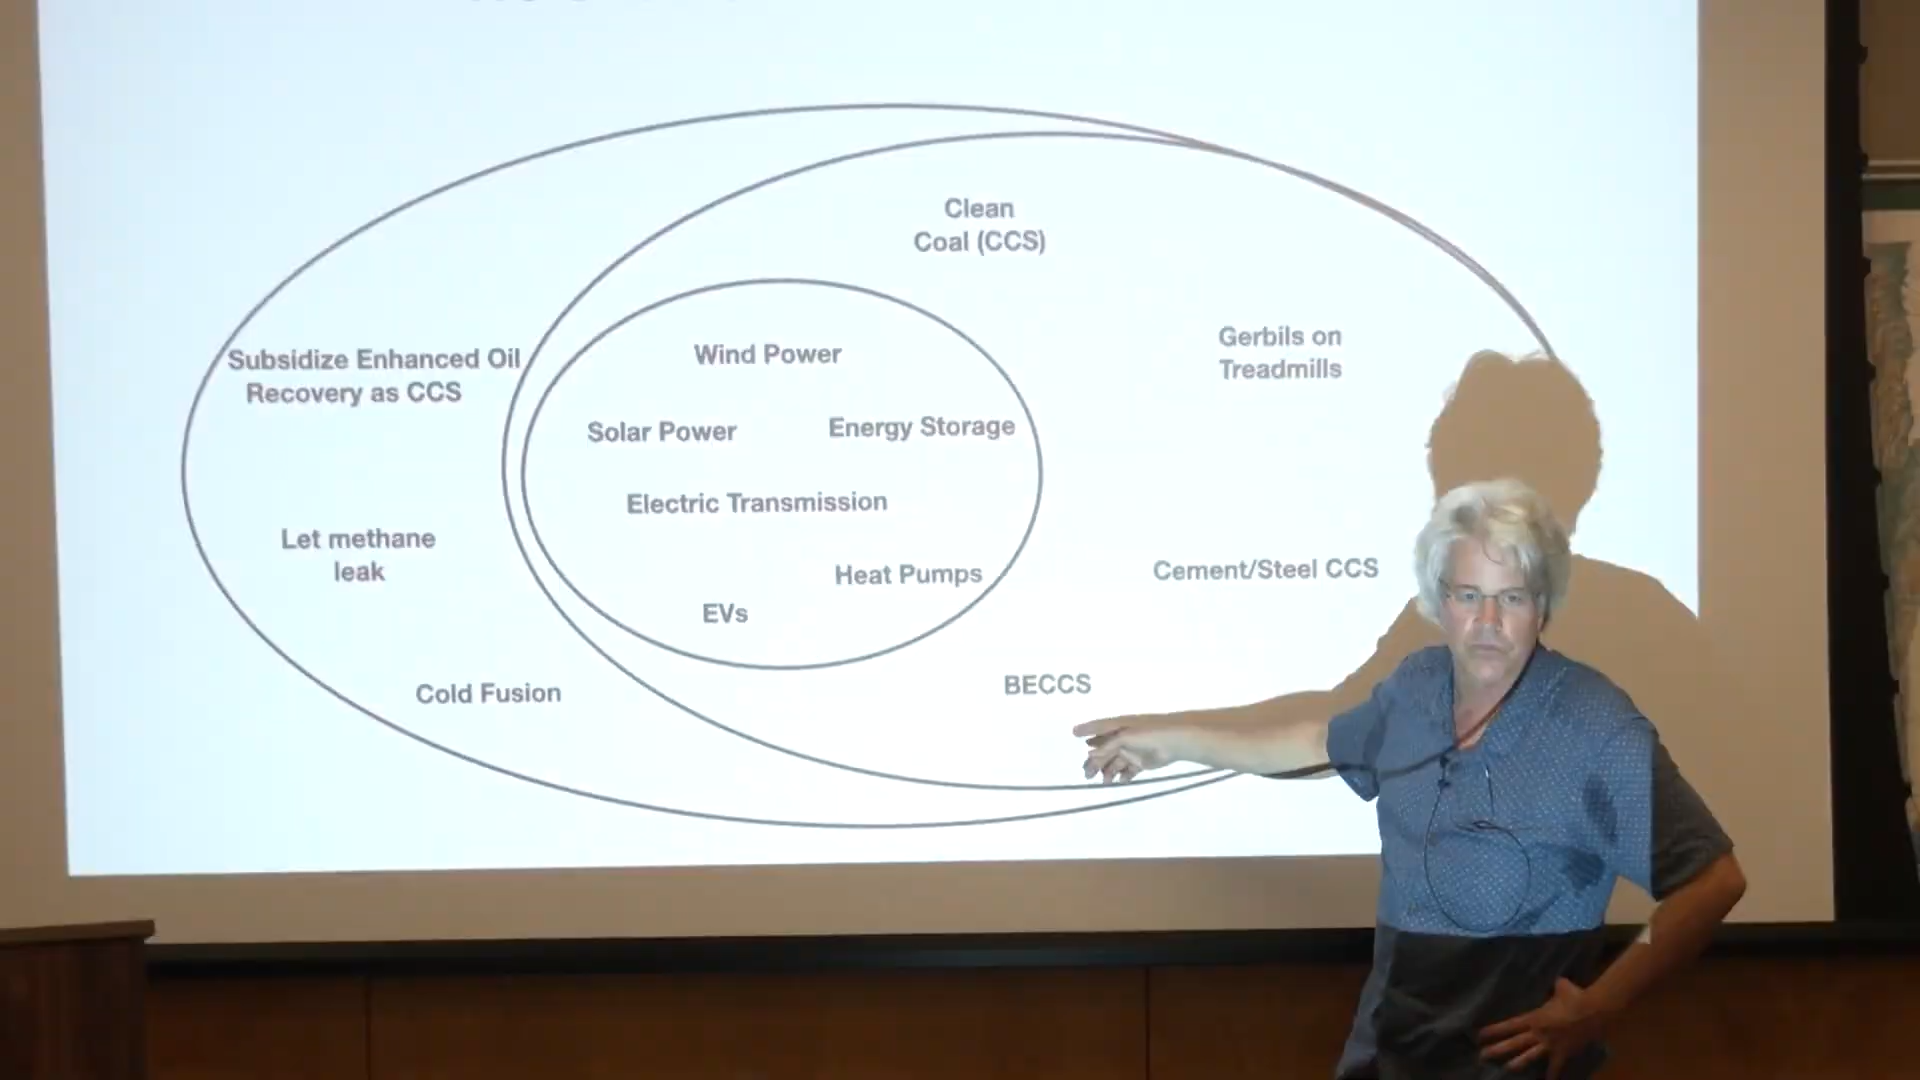 Clean
Coal (CCS)
Gerbils on
Treadmills
Subsidize Enhanced Oil
Recovery as CCS
Wind Power
Solar Power
Energy Storage
Electric Transmission
Let methane
leak
Heat Pumps
Cement/Steel CCS
EVs
BECCS
Cold Fusion